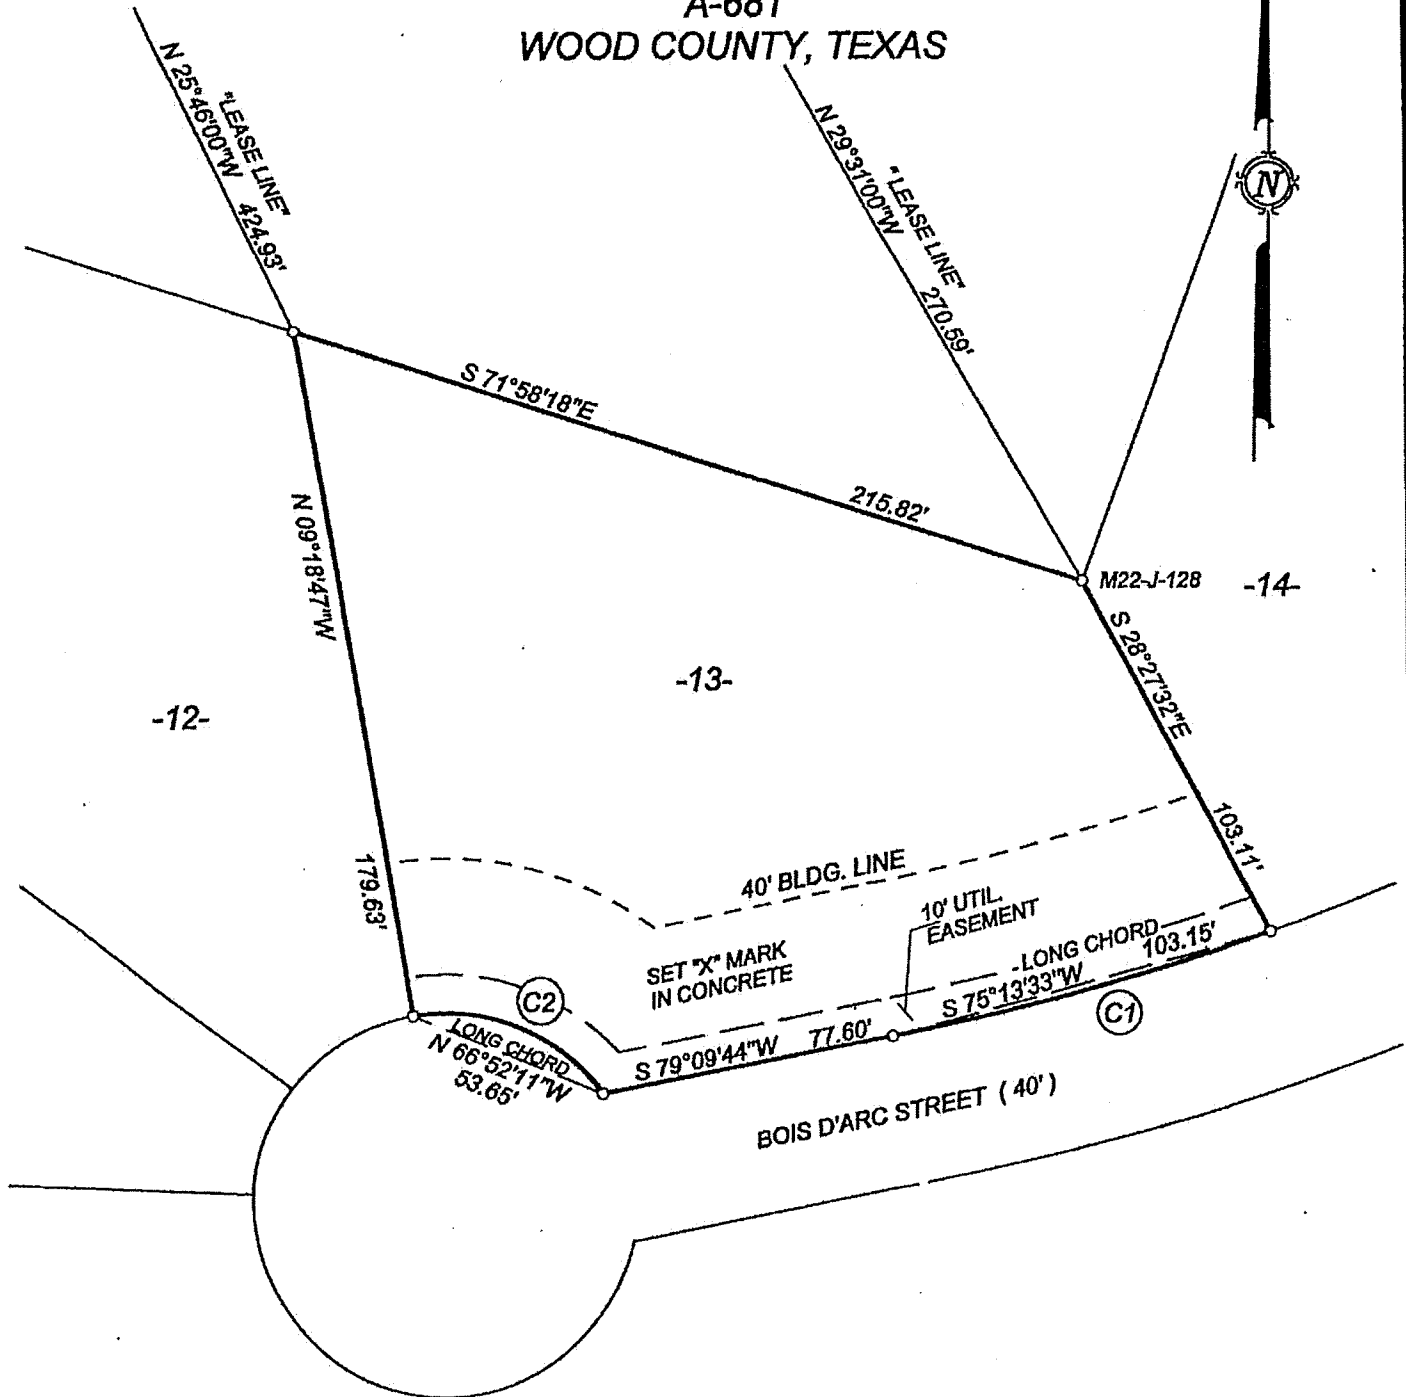 A-681
WOOD COUNTY, TEXAS
N 25°46'00"W 424.93'
"LEASE LINE"
N 29°31'00"W 270.59'
"LEASE LINE"
N
S 71°58'18"E 215.82'
M22-J-128
-14-
N 09°18'47"W 179.63'
S 28°27'32"E 103.11'
-13-
-12-
40' BLDG. LINE
10' UTIL.
EASEMENT
SET "X" MARK
IN CONCRETE
LONG CHORD
S 75°13'33"W 103.15'
C1
C2
LONG CHORD
N 66°52'11"W
53.65'
S 79°09'44"W 77.60'
BOIS D'ARC STREET ( 40' )